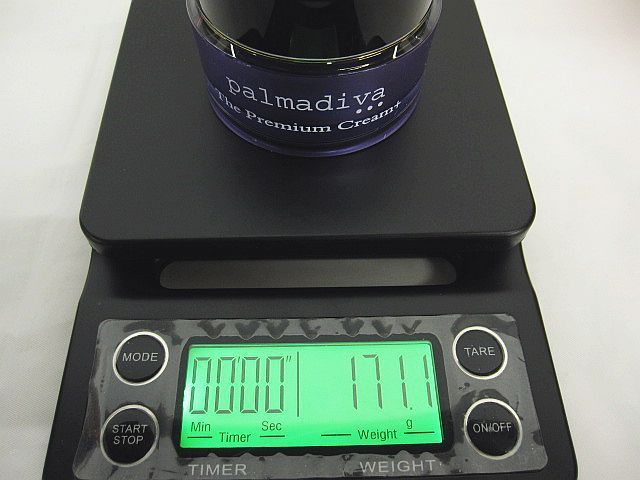 palmadiva
The Premium Cream+
MODE
TARE
0000" 171.1
Min Sec g
Timer Weight
START
STOP
ON/OFF
TIMER WEIGHT